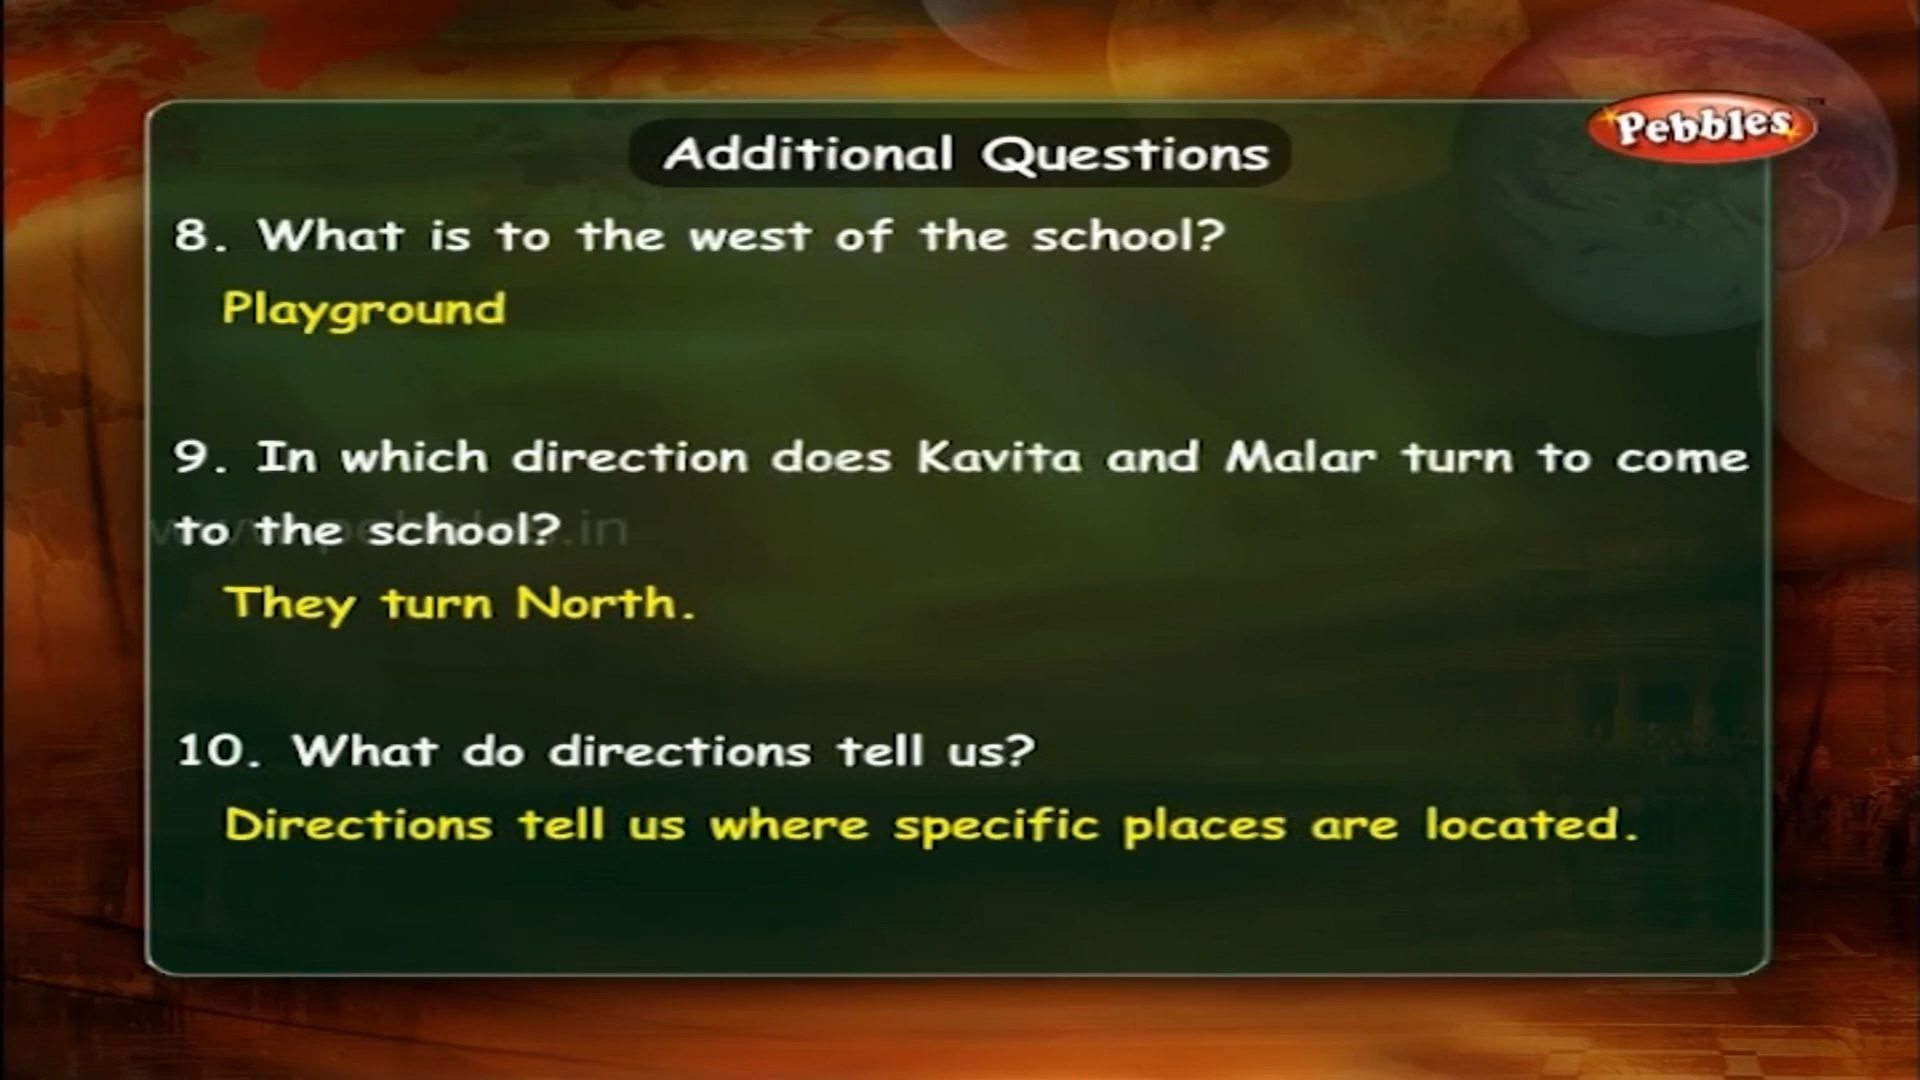 Pebbles™
Additional Questions
8. What is to the west of the school?
Playground
9. In which direction does Kavita and Malar turn to come
to the school?
They turn North.
10. What do directions tell us?
Directions tell us where specific places are located.